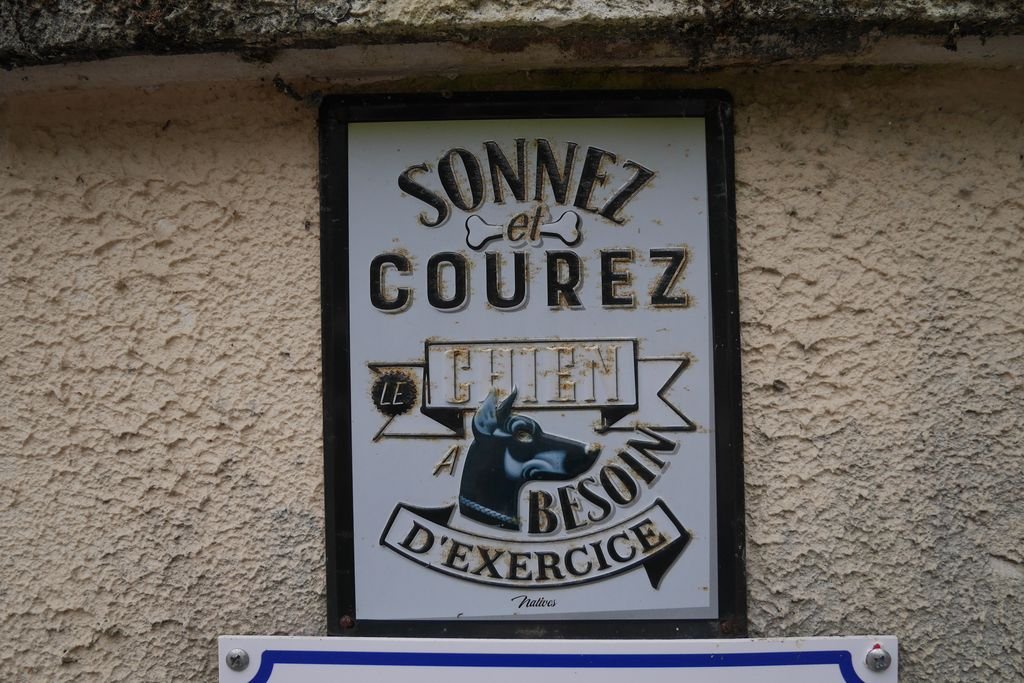 SONNEZ
et
COUREZ
LE CHIEN
A BESOIN
D'EXERCICE
Natives